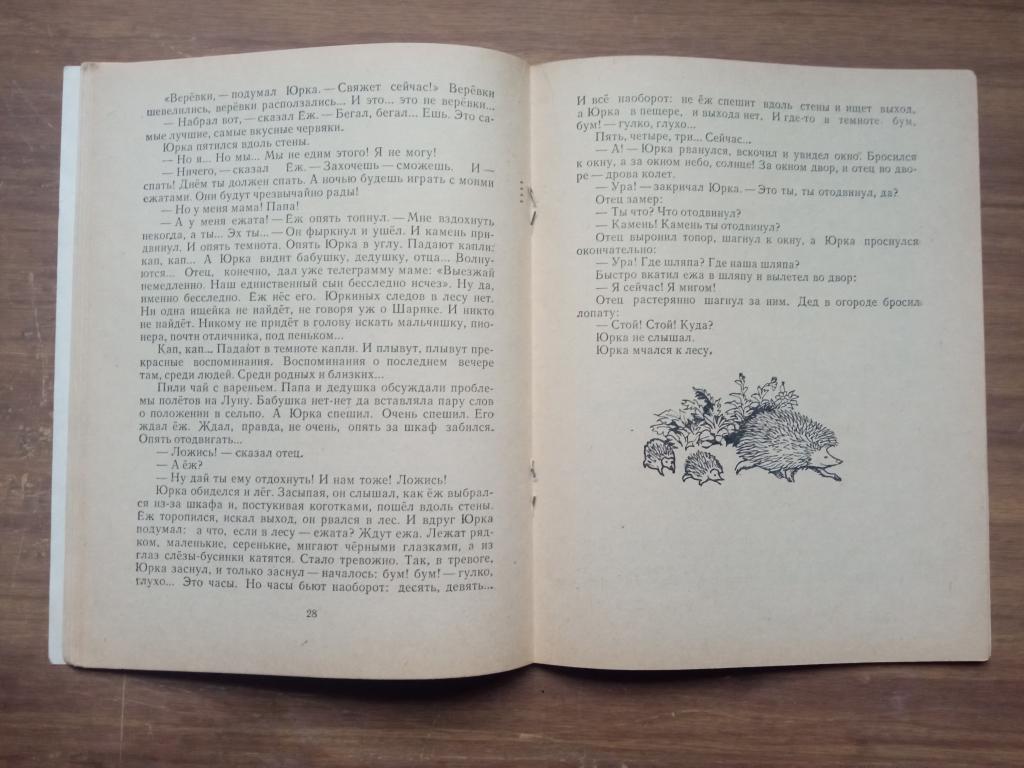 «Верёвки, — подумал Юрка. — Свяжет сейчас!» Верёвки
шевелились, верёвки расползались... И это... это не верёвки...
— Набрал вот, — сказал Ёж. — Бегал, бегал... Ешь. Это са-
мые лучшие, самые вкусные червяки.
Юрка пятился вдоль стены.
— Но я... Но мы... Мы не едим этого! Я не могу!
— Ничего, — сказал Ёж. — Захочешь — сможешь. И —
спать! Днём ты должен спать. А ночью будешь играть с моими
ежатами. Они будут чрезвычайно рады!
— Но у меня мама! Папа!
— А у меня ежата! — Ёж опять топнул. — Мне вздохнуть
некогда, а ты... Эх ты... — Он фыркнул и ушёл. И камень при-
двинул. И опять темнота. Опять Юрка в углу. Падают капли:
кап, кап... А Юрка видит бабушку, дедушку, отца... Волну-
ются... Отец, конечно, дал уже телеграмму маме: «Выезжай
немедленно. Наш единственный сын бесследно исчез». Ну да,
именно бесследно. Ёж нёс его. Юркиных следов в лесу нет.
Ни одна ищейка не найдёт, не говоря уж о Шарике. И никто
не найдёт. Никому не придёт в голову искать мальчишку, пио-
нера, почти отличника, под пеньком...
Кап, кап... Падают в темноте капли. И плывут, плывут пре-
красные воспоминания. Воспоминания о последнем вечере
там, среди людей. Среди родных и близких...
Пили чай с вареньем. Папа и дедушка обсуждали пробле-
мы полётов на Луну. Бабушка нет-нет да вставляла пару слов
о положении в сельпо. А Юрка спешил. Очень спешил. Его
ждал ёж. Ждал, правда, не очень, опять за шкаф забился.
Опять отодвигать...
— Ложись! — сказал отец.
— А ёж?
— Ну дай ты ему отдохнуть! И нам тоже! Ложись!
Юрка обиделся и лёг. Засыпая, он слышал, как ёж выбрал-
ся из-за шкафа и, постукивая коготками, пошёл вдоль стены.
Ёж торопился, искал выход, он рвался в лес. И вдруг Юрка
подумал: а что, если в лесу — ежата? Ждут ежа. Лежат ряд-
ком, маленькие, серенькие, мигают чёрными глазками, а из
глаз слёзы-бусинки катятся. Стало тревожно. Так, в тревоге,
Юрка заснул, и только заснул — началось: бум! бум! — гулко,
глухо... Это часы. Но часы бьют наоборот: десять, девять...
28
И всё наоборот: не ёж спешит вдоль стены и ищет выход,
а Юрка в пещере, и выхода нет. И где-то в темноте бум,
бум! — гулко, глухо...
Пять, четыре, три... Сейчас...
— А! — Юрка рванулся, вскочил и увидел окно. Бросился
к окну, а за окном небо, солнце! За окном двор, и отец во дво-
ре — дрова колет.
— Ура! — закричал Юрка. — Это ты, ты отодвинул, да?
Отец замер:
— Ты что? Что отодвинул?
— Камень! Камень ты отодвинул?
Отец выронил топор, шагнул к окну, а Юрка проснулся
окончательно:
— Ура! Где шляпа? Где наша шляпа?
Быстро вкатил ежа в шляпу и вылетел во двор:
— Я сейчас! Я мигом!
Отец растерянно шагнул за ним. Дед в огороде бросил
лопату:
— Стой! Стой! Куда?
Юрка не слышал.
Юрка мчался к лесу.